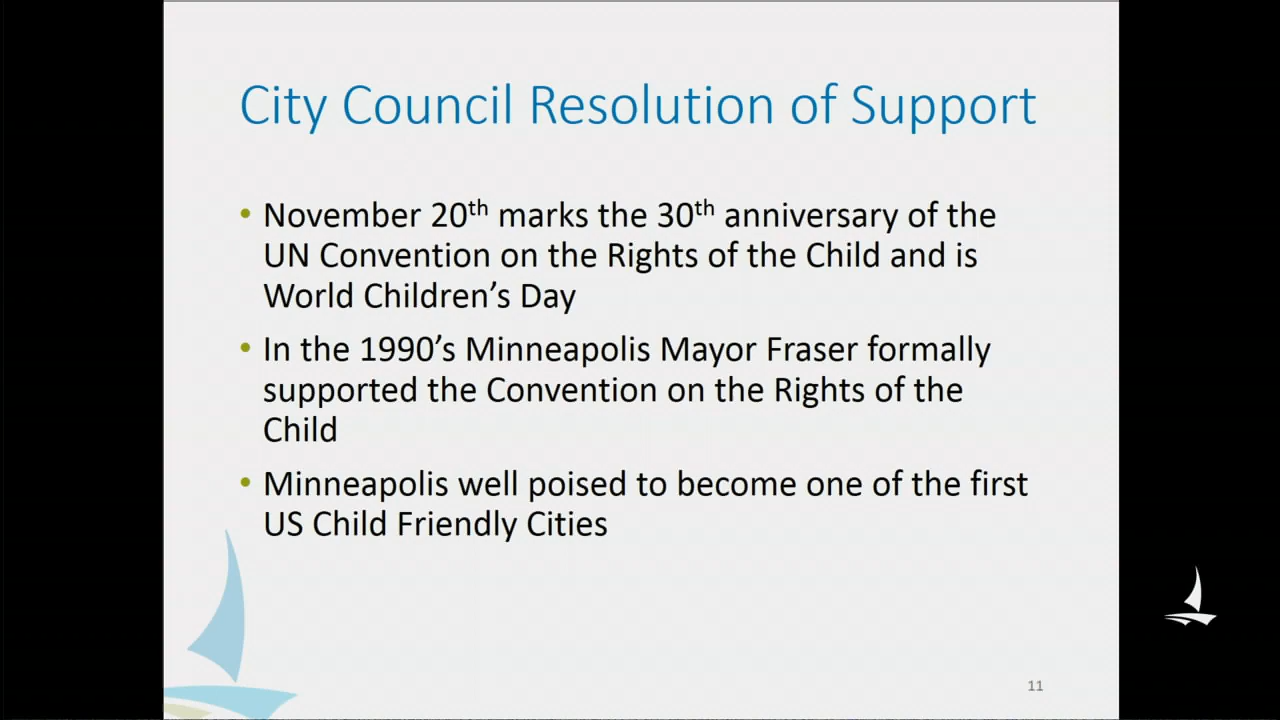 City Council Resolution of Support
• November 20th marks the 30th anniversary of the
UN Convention on the Rights of the Child and is
World Children’s Day
• In the 1990’s Minneapolis Mayor Fraser formally
supported the Convention on the Rights of the
Child
• Minneapolis well poised to become one of the first
US Child Friendly Cities
11